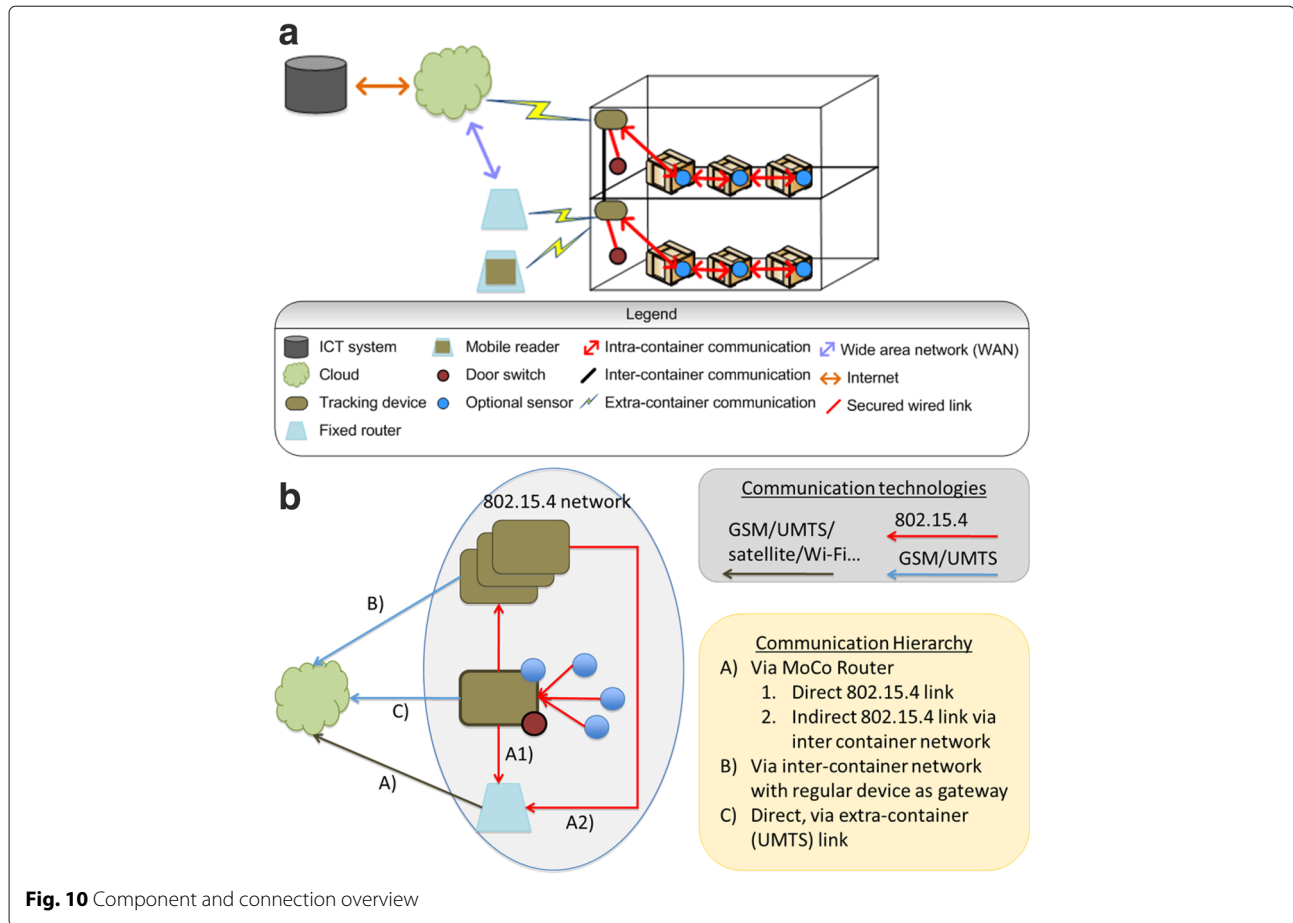 a
Legend
ICT system
Mobile reader
Intra-container communication
Wide area network (WAN)
Cloud
Door switch
Inter-container communication
Internet
Tracking device
Optional sensor
Extra-container communication
Secured wired link
Fixed router
b
802.15.4 network
B)
C)
A1)
A)
A2)
Communication technologies
GSM/UMTS/
satellite/Wi-Fi...
802.15.4
GSM/UMTS
Communication Hierarchy
A) Via MoCo Router
1. Direct 802.15.4 link
2. Indirect 802.15.4 link via
inter container network
B) Via inter-container network
with regular device as gateway
C) Direct, via extra-container
(UMTS) link
Fig. 10 Component and connection overview